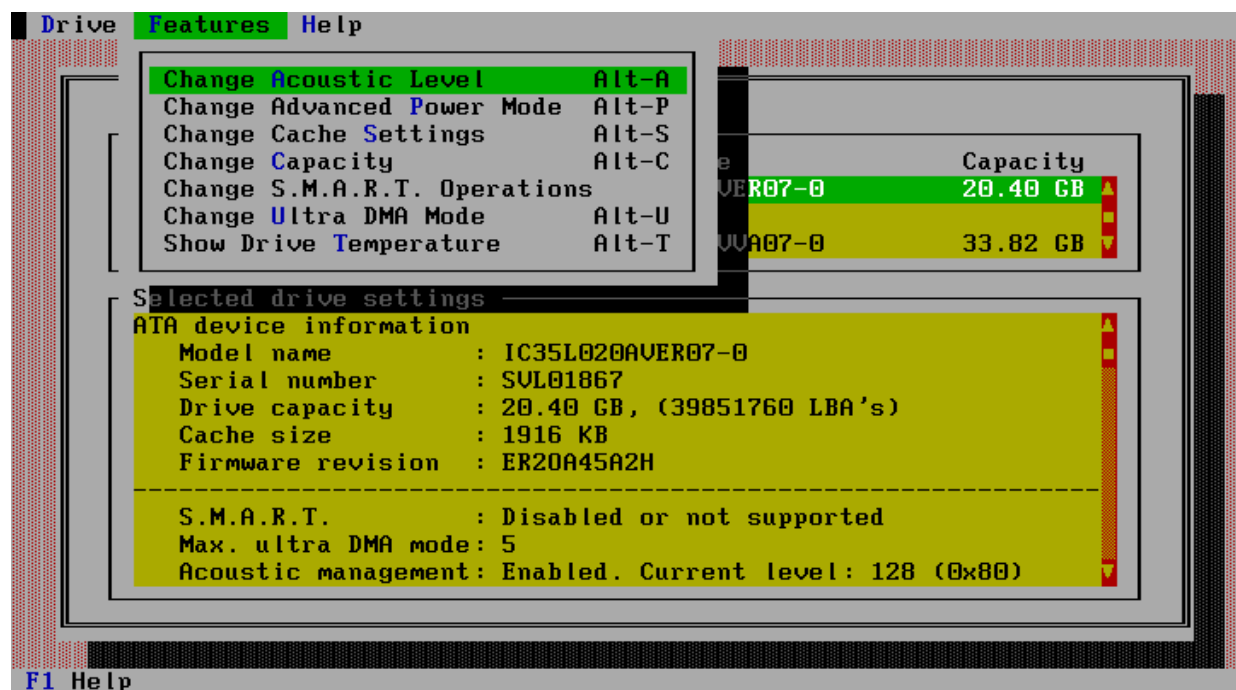 Drive Features Help
Change Acoustic Level Alt-A
Change Advanced Power Mode Alt-P
Change Cache Settings Alt-S
Change Capacity Alt-C
Change S.M.A.R.T. Operations
Change Ultra DMA Mode Alt-U
Show Drive Temperature Alt-T
e Capacity
VER07-0 20.40 GB
VVA07-0 33.82 GB
Selected drive settings
ATA device information
Model name : IC35L020AVER07-0
Serial number : SVL01867
Drive capacity : 20.40 GB, (39851760 LBA's)
Cache size : 1916 KB
Firmware revision : ER2OA45A2H
S.M.A.R.T. : Disabled or not supported
Max. ultra DMA mode: 5
Acoustic management: Enabled. Current level: 128 (0x80)
F1 Help